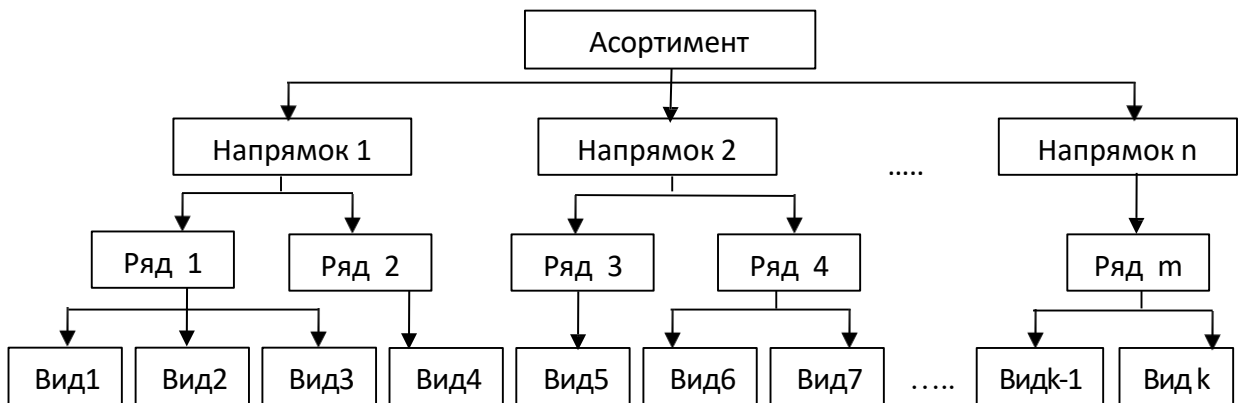 Асортимент
Напрямок 1
Напрямок 2
.....
Напрямок n
Ряд 1
Ряд 2
Ряд 3
Ряд 4
Ряд m
Вид1
Вид2
Вид3
Вид4
Вид5
Вид6
Вид7
.....
Видk-1
Вид k